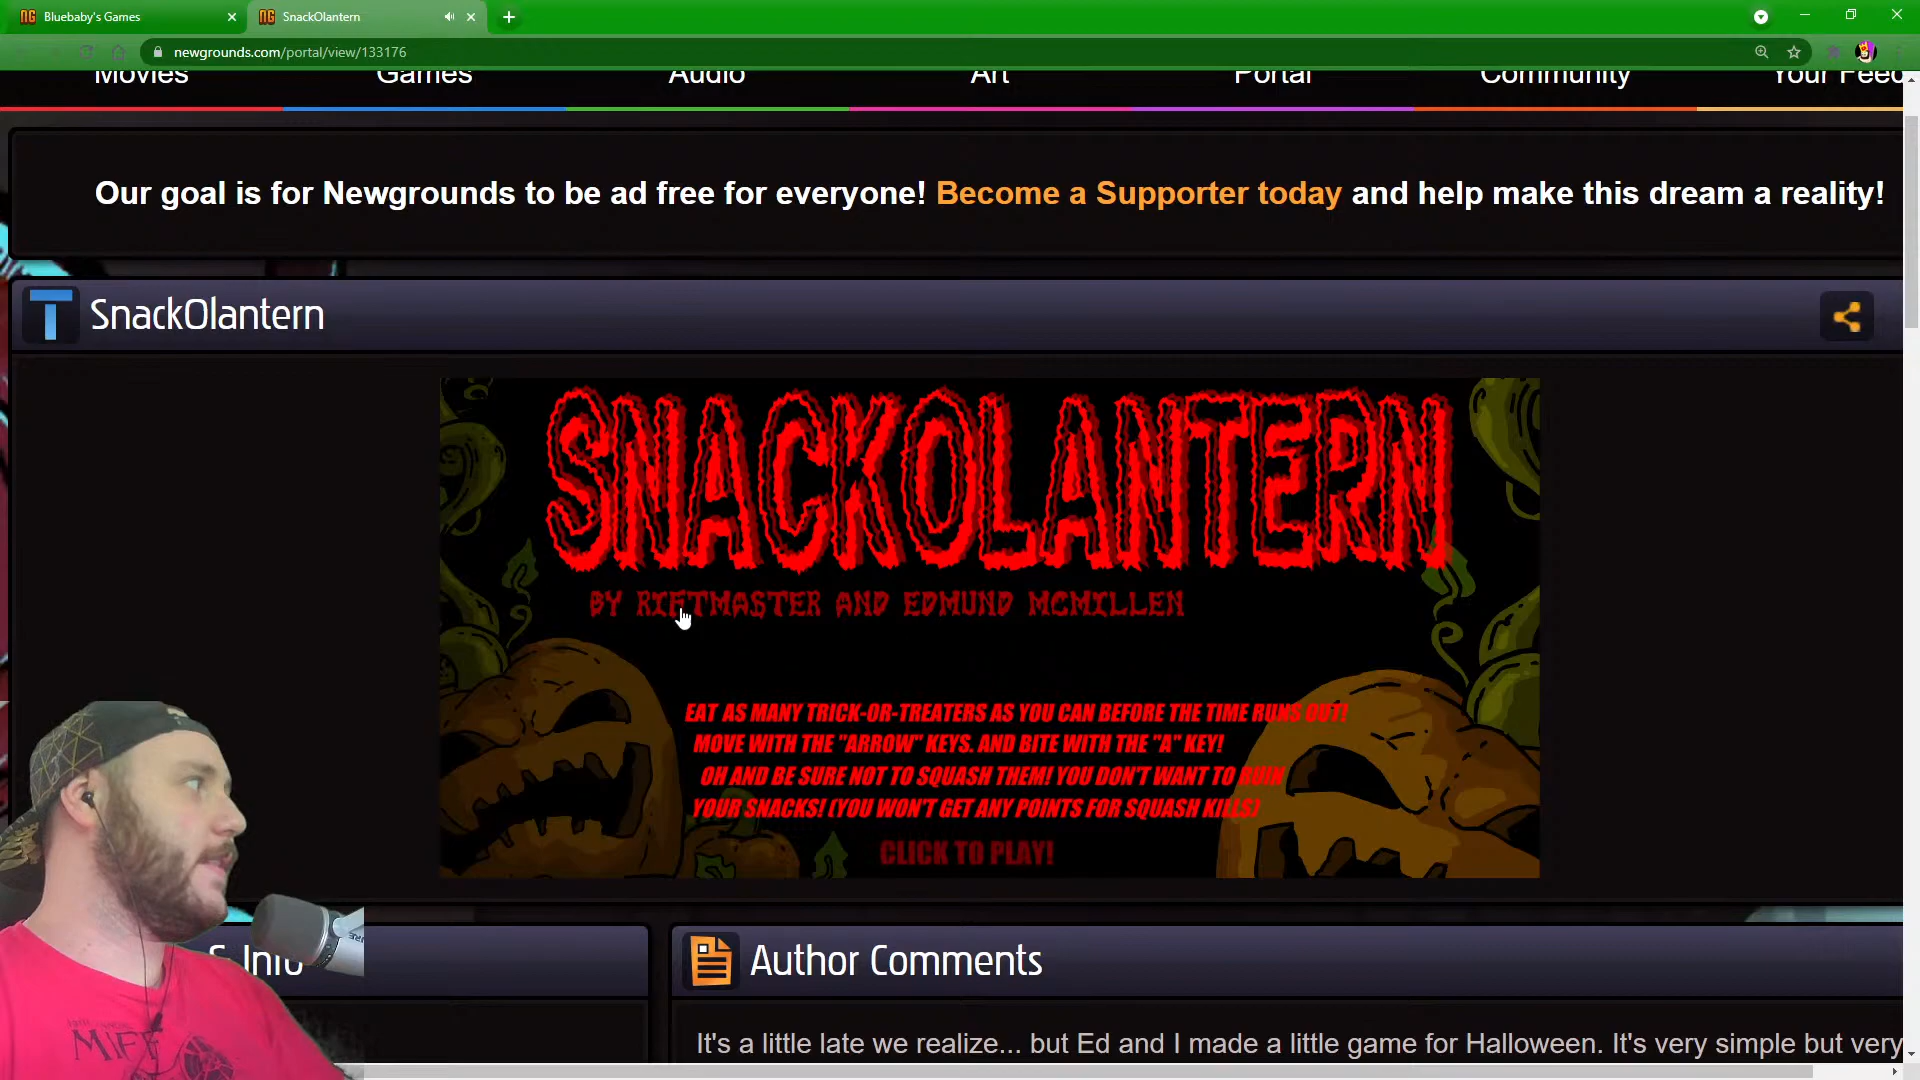 Bluebaby's Games
SnackOlantern
newgrounds.com/portal/view/133176
Movies Games Audio Art Portal Community Your Feed
Our goal is for Newgrounds to be ad free for everyone! Become a Supporter today and help make this dream a reality!
SnackOlantern
SNACKOLANTERN
BY RIFTMASTER AND EDMUND MCMILLEN
EAT AS MANY TRICK-OR-TREATERS AS YOU CAN BEFORE THE TIME RUNS OUT!
MOVE WITH THE "ARROW" KEYS. AND BITE WITH THE "A" KEY!
OH AND BE SURE NOT TO SQUASH THEM! YOU DON'T WANT TO RUIN
YOUR SNACKS! (YOU WON'T GET ANY POINTS FOR SQUASH KILLS)
CLICK TO PLAY!
Info
Author Comments
It's a little late we realize... but Ed and I made a little game for Halloween. It's very simple but very